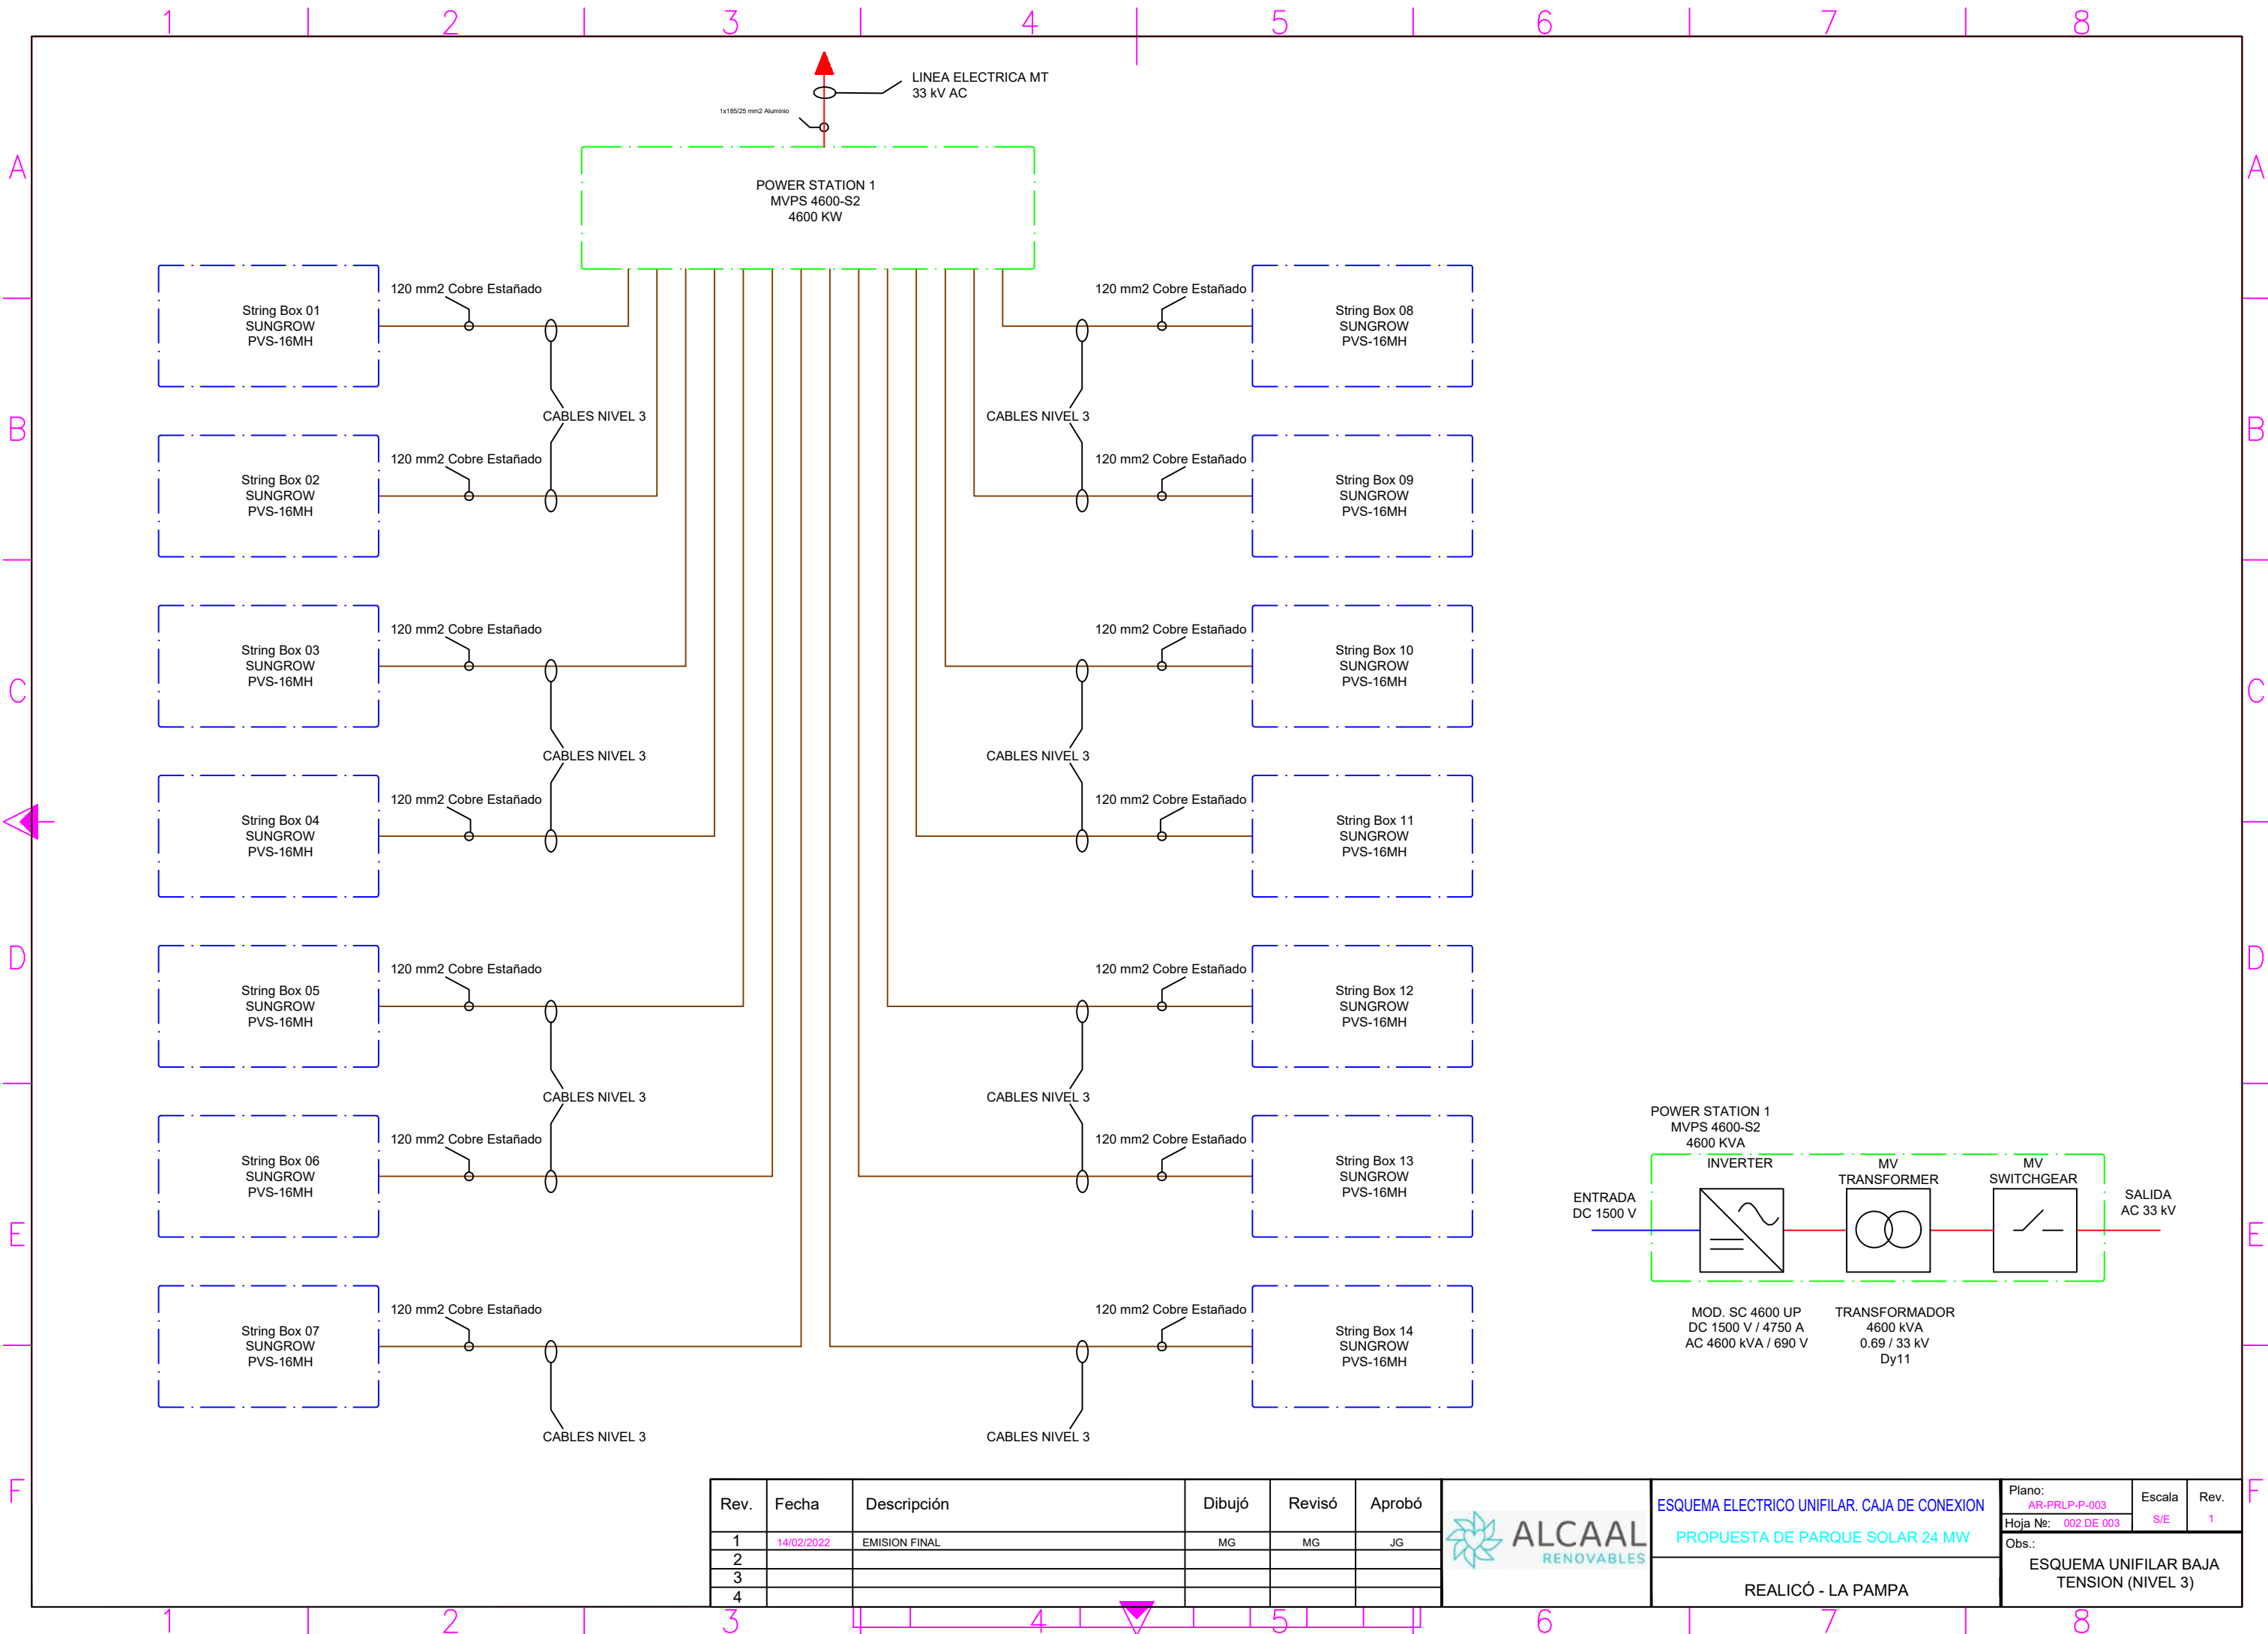 1 2 3 4 5 6 7 8
LINEA ELECTRICA MT
33 kV AC
1x185/25 mm2 Aluminio
A A
POWER STATION 1
MVPS 4600-S2
4600 KW
120 mm2 Cobre Estañado
120 mm2 Cobre Estañado
String Box 01
SUNGROW
PVS-16MH
String Box 08
SUNGROW
PVS-16MH
CABLES NIVEL 3
CABLES NIVEL 3
B B
120 mm2 Cobre Estañado
120 mm2 Cobre Estañado
String Box 02
SUNGROW
PVS-16MH
String Box 09
SUNGROW
PVS-16MH
120 mm2 Cobre Estañado
120 mm2 Cobre Estañado
String Box 03
SUNGROW
PVS-16MH
String Box 10
SUNGROW
PVS-16MH
C C
CABLES NIVEL 3
CABLES NIVEL 3
120 mm2 Cobre Estañado
120 mm2 Cobre Estañado
String Box 04
SUNGROW
PVS-16MH
String Box 11
SUNGROW
PVS-16MH
D D
120 mm2 Cobre Estañado
120 mm2 Cobre Estañado
String Box 05
SUNGROW
PVS-16MH
String Box 12
SUNGROW
PVS-16MH
CABLES NIVEL 3
CABLES NIVEL 3
120 mm2 Cobre Estañado
120 mm2 Cobre Estañado
String Box 06
SUNGROW
PVS-16MH
String Box 13
SUNGROW
PVS-16MH
E E
120 mm2 Cobre Estañado
120 mm2 Cobre Estañado
String Box 07
SUNGROW
PVS-16MH
String Box 14
SUNGROW
PVS-16MH
CABLES NIVEL 3
CABLES NIVEL 3
POWER STATION 1
MVPS 4600-S2
4600 KVA
INVERTER
MV
TRANSFORMER
MV
SWITCHGEAR
ENTRADA
DC 1500 V
SALIDA
AC 33 kV
MOD. SC 4600 UP
DC 1500 V / 4750 A
AC 4600 kVA / 690 V
TRANSFORMADOR
4600 kVA
0.69 / 33 kV
Dy11
F F
Rev. Fecha Descripción Dibujó Revisó Aprobó
1 14/02/2022 EMISION FINAL MG MG JG
2
3
4
ALCAAL
RENOVABLES
ESQUEMA ELECTRICO UNIFILAR. CAJA DE CONEXION
PROPUESTA DE PARQUE SOLAR 24 MW
REALICÓ - LA PAMPA
Plano:
AR-PRLP-P-003
Hoja №: 002 DE 003
Escala
S/E
Rev.
1
Obs.:
ESQUEMA UNIFILAR BAJA
TENSION (NIVEL 3)
1 2 3 4 5 6 7 8